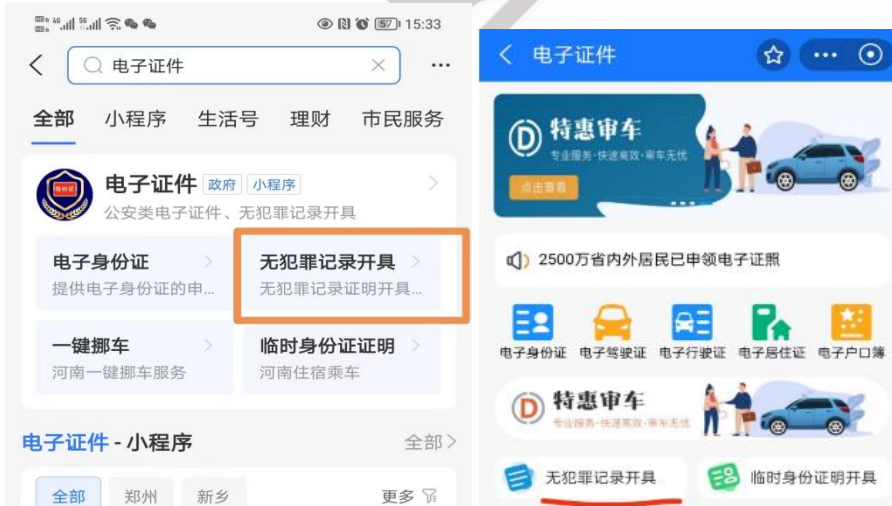 15:33
57
电子证件
全部 小程序 生活号 理财 市民服务
电子证件 政府 小程序
公安类电子证件、无犯罪记录开具
电子身份证
提供电子身份证的申...
无犯罪记录开具
无犯罪记录证明开具...
一键挪车
河南一键挪车服务
临时身份证证明
河南住宿乘车
电子证件 - 小程序 全部
全部 郑州 新乡 更多
电子证件
特惠审车
专业服务·快速高效·审车无忧
点击查看
2500万省内外居民已申领电子证照
电子身份证 电子驾驶证 电子行驶证 电子居住证 电子户口簿
特惠审车
专业服务·快速高效·审车无忧
无犯罪记录开具 临时身份证明开具